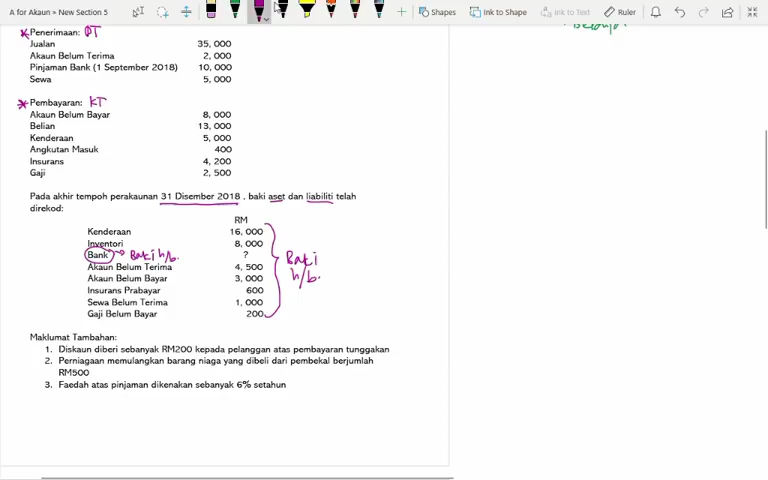 A for Akaun > New Section 5
Shapes
Ink to Shape
Ink to Text
Ruler
* Penerimaan: DT
Jualan 35, 000
Akaun Belum Terima 2, 000
Pinjaman Bank (1 September 2018) 10, 000
Sewa 5, 000
* Pembayaran: KT
Akaun Belum Bayar 8, 000
Belian 13, 000
Kenderaan 5, 000
Angkutan Masuk 400
Insurans 4, 200
Gaji 2, 500
Pada akhir tempoh perakaunan 31 Disember 2018 , baki aset dan liabiliti telah
direkod:
RM
Kenderaan 16, 000
Inventori 8, 000
Bank → Baki h/b. ?
Akaun Belum Terima 4, 500
Akaun Belum Bayar 3, 000
Insurans Prabayar 600
Sewa Belum Terima 1, 000
Gaji Belum Bayar 200
Baki
h/b.
Maklumat Tambahan:
1. Diskaun diberi sebanyak RM200 kepada pelanggan atas pembayaran tunggakan
2. Perniagaan memulangkan barang niaga yang dibeli dari pembekal berjumlah
RM500
3. Faedah atas pinjaman dikenakan sebanyak 6% setahun